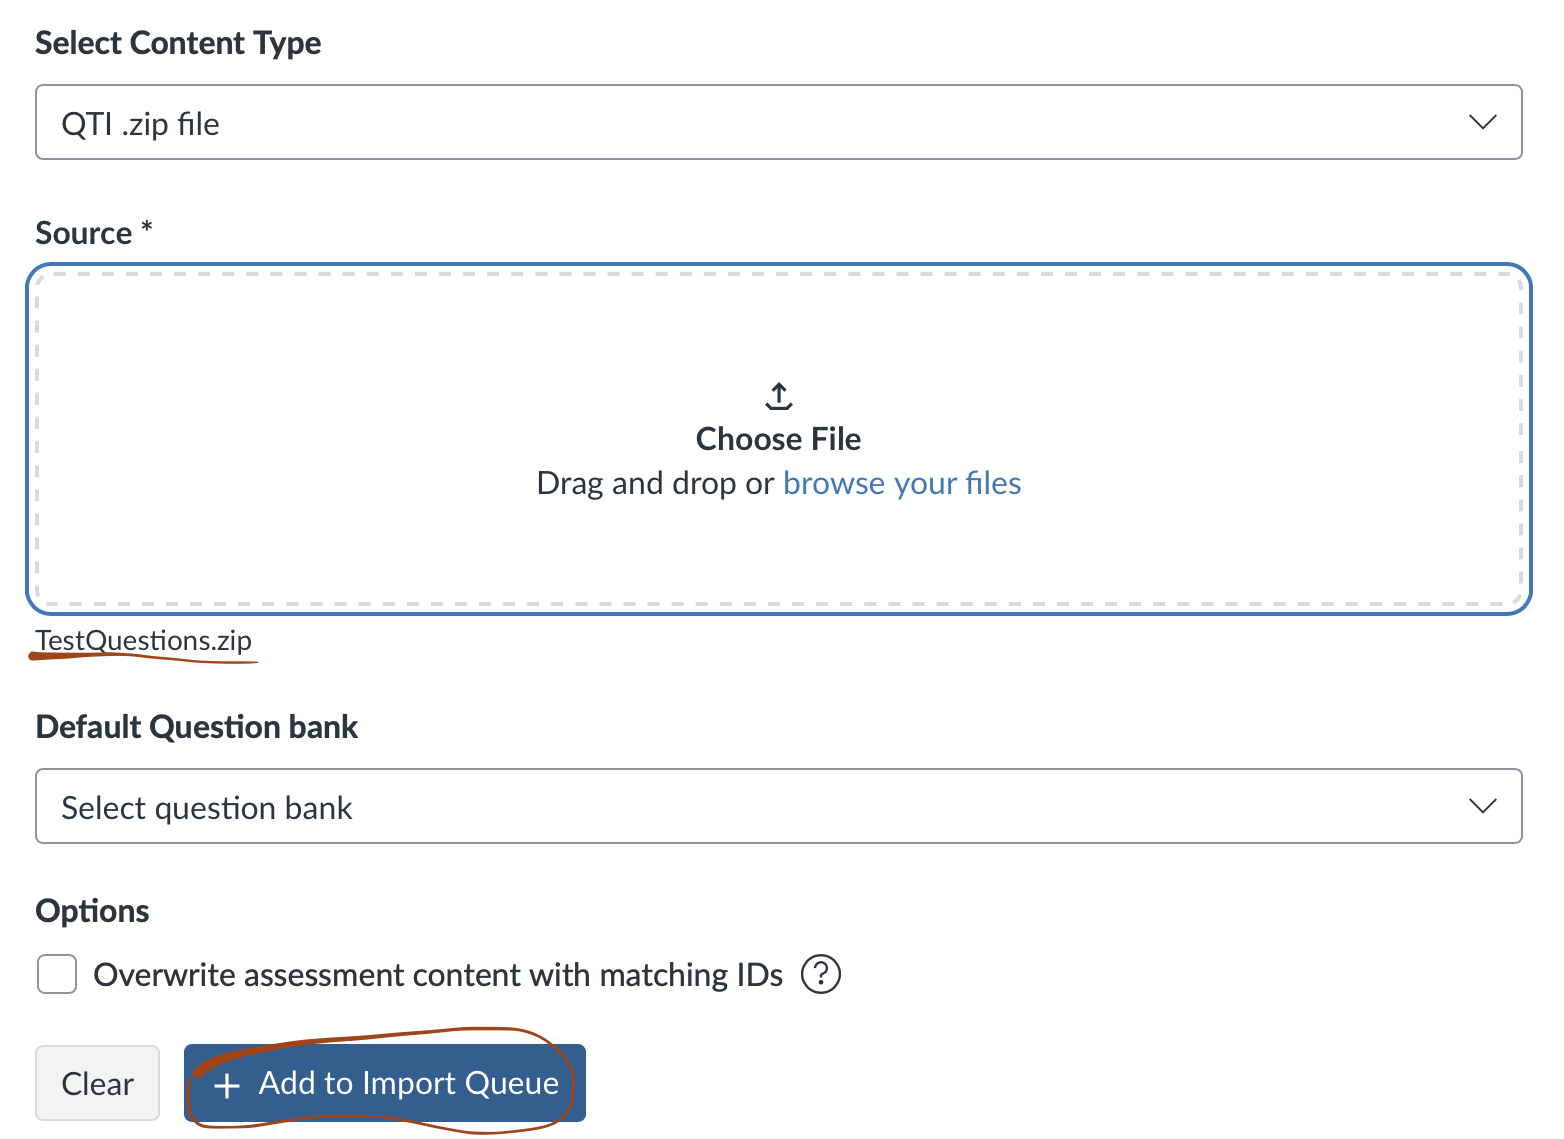 Select Content Type
QTI .zip file
Source *
Choose File
Drag and drop or browse your files
TestQuestions.zip
Default Question bank
Select question bank
Options
Overwrite assessment content with matching IDs ?
Clear + Add to Import Queue